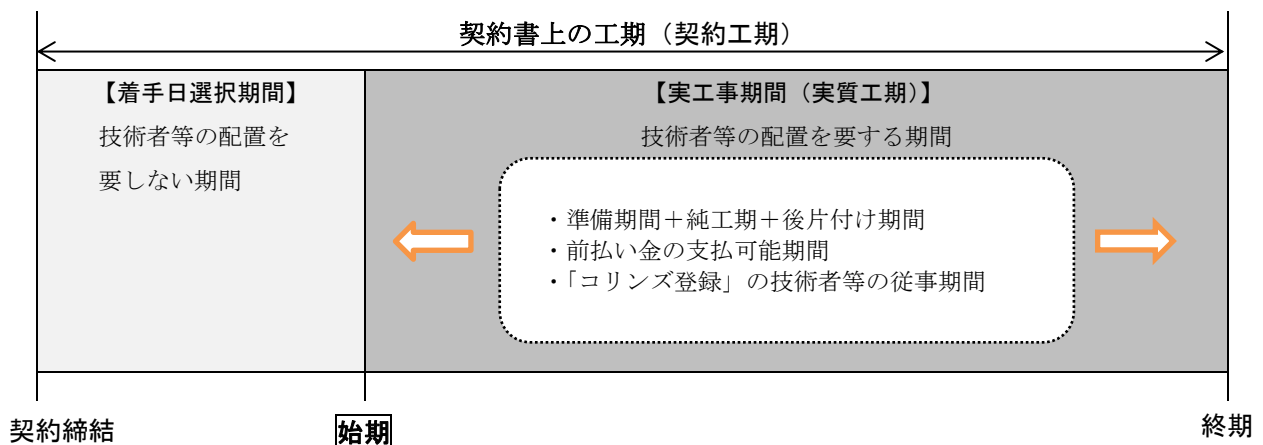 契約書上の工期（契約工期）
【着手日選択期間】
技術者等の配置を
要しない期間
【実工事期間（実質工期）】
技術者等の配置を要する期間
・準備期間＋純工期＋後片付け期間
・前払い金の支払可能期間
・「コリンズ登録」の技術者等の従事期間
契約締結
始期
終期